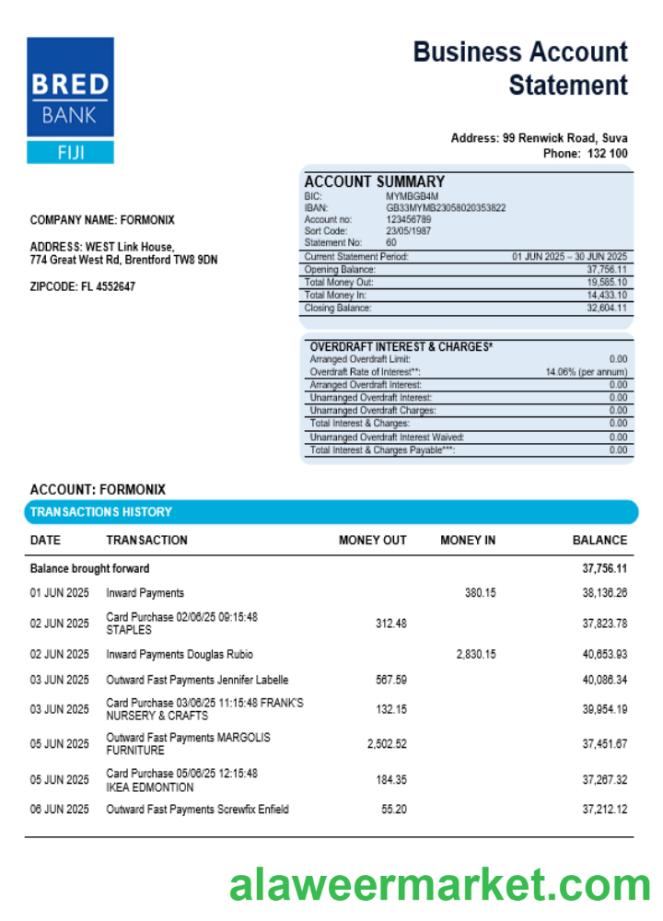 BRED
BANK
FIJI
Business Account
Statement
Address: 99 Renwick Road, Suva
Phone: 132 100
COMPANY NAME: FORMONIX
ADDRESS: WEST Link House,
774 Great West Rd, Brentford TW8 9DN
ZIPCODE: FL 4552647
ACCOUNT SUMMARY
BIC: MYMBGB4M
IBAN: GB33MYMB23058020353822
Account no: 123456789
Sort Code: 23/05/1987
Statement No: 60
Current Statement Period: 01 JUN 2025 – 30 JUN 2025
Opening Balance: 37,756.11
Total Money Out: 19,585.10
Total Money In: 14,433.10
Closing Balance: 32,604.11
OVERDRAFT INTEREST & CHARGES*
Arranged Overdraft Limit: 0.00
Overdraft Rate of Interest**: 14.06% (per annum)
Arranged Overdraft Interest: 0.00
Unarranged Overdraft Interest: 0.00
Unarranged Overdraft Charges: 0.00
Total Interest & Charges: 0.00
Unarranged Overdraft Interest Waived: 0.00
Total Interest & Charges Payable***: 0.00
ACCOUNT: FORMONIX
TRANSACTIONS HISTORY
DATE TRANSACTION MONEY OUT MONEY IN BALANCE
Balance brought forward 37,756.11
01 JUN 2025 Inward Payments 380.15 38,136.26
02 JUN 2025 Card Purchase 02/06/25 09:15:48 STAPLES 312.48 37,823.78
02 JUN 2025 Inward Payments Douglas Rubio 2,830.15 40,653.93
03 JUN 2025 Outward Fast Payments Jennifer Labelle 567.59 40,086.34
03 JUN 2025 Card Purchase 03/06/25 11:15:48 FRANK'S NURSERY & CRAFTS 132.15 39,954.19
05 JUN 2025 Outward Fast Payments MARGOLIS FURNITURE 2,502.52 37,451.67
05 JUN 2025 Card Purchase 05/06/25 12:15:48 IKEA EDMONTION 184.35 37,267.32
06 JUN 2025 Outward Fast Payments Screwfix Enfield 55.20 37,212.12
alaweermarket.com